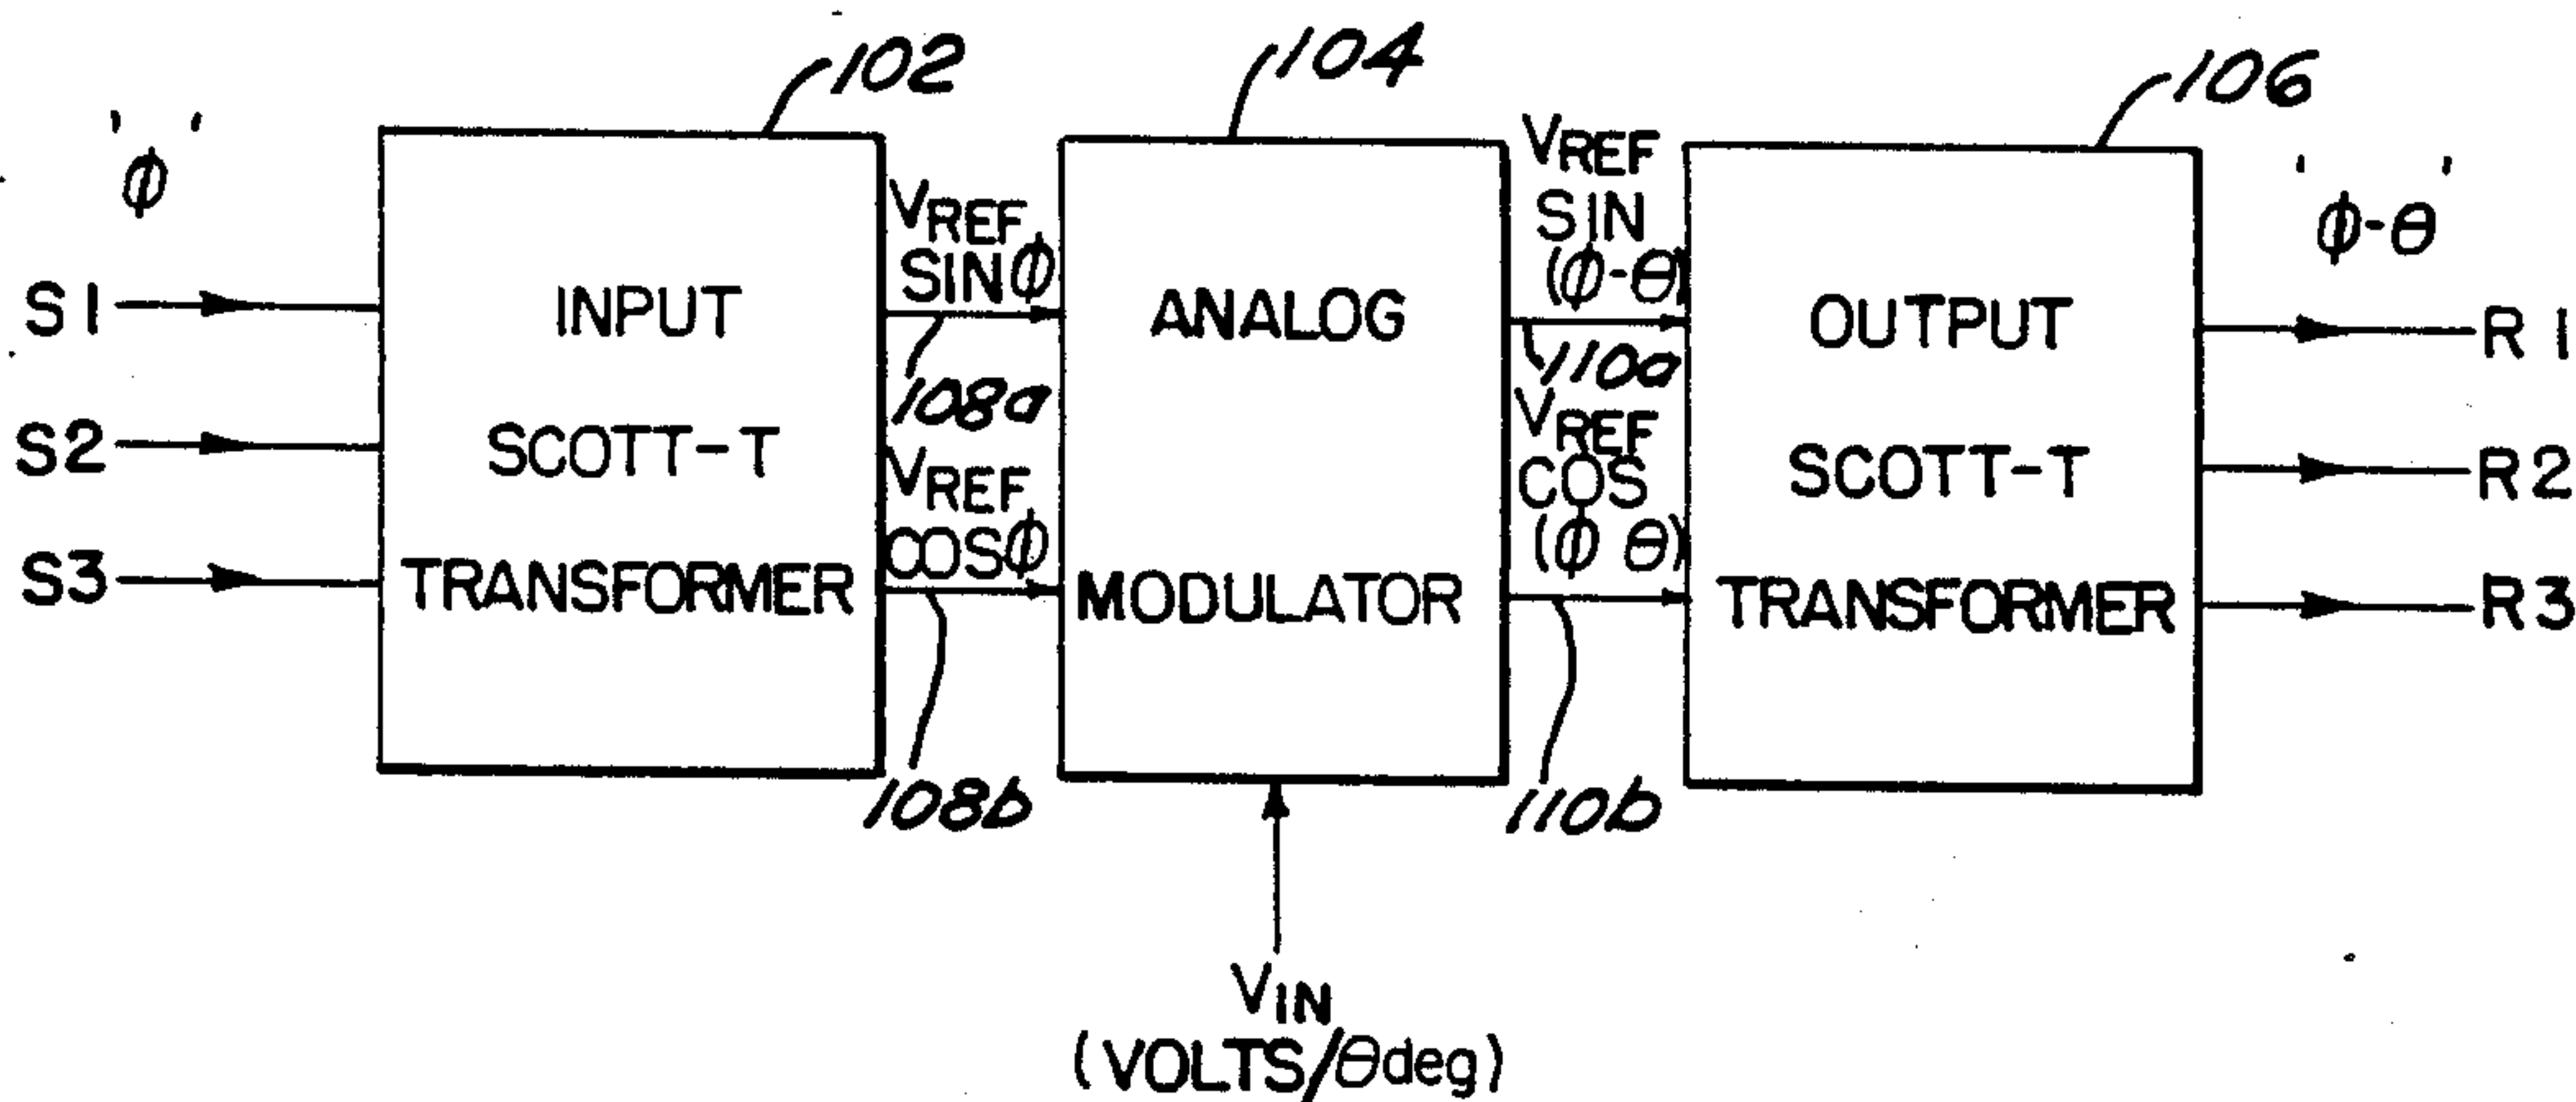 102
104
106
' φ '
S1
S2
S3
INPUT
SCOTT-T
TRANSFORMER
VREF
SINφ
108a
VREF
COSφ
108b
ANALOG
MODULATOR
VIN
(VOLTS/θdeg)
VREF
SIN
(φ-θ)
110a
VREF
COS
(φ θ)
110b
OUTPUT
SCOTT-T
TRANSFORMER
' φ-θ '
R1
R2
R3